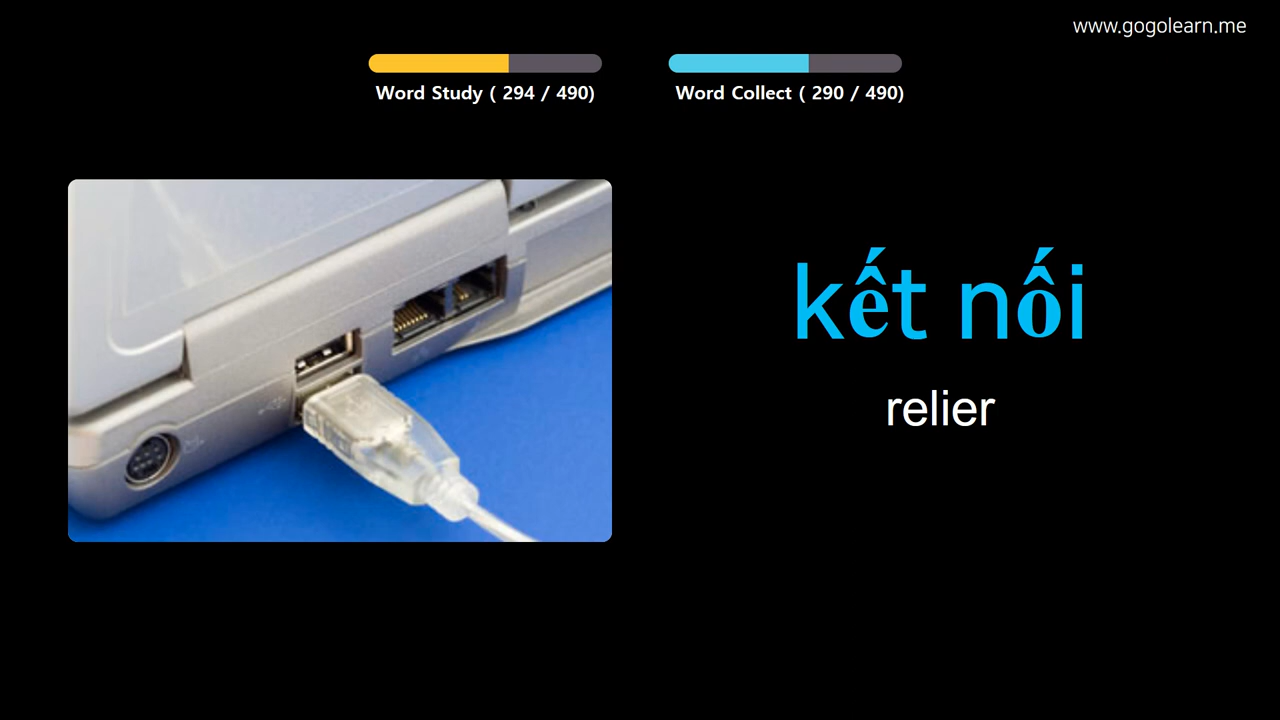 www.gogolearn.me
Word Study ( 294 / 490)
Word Collect ( 290 / 490)
kết nối
relier